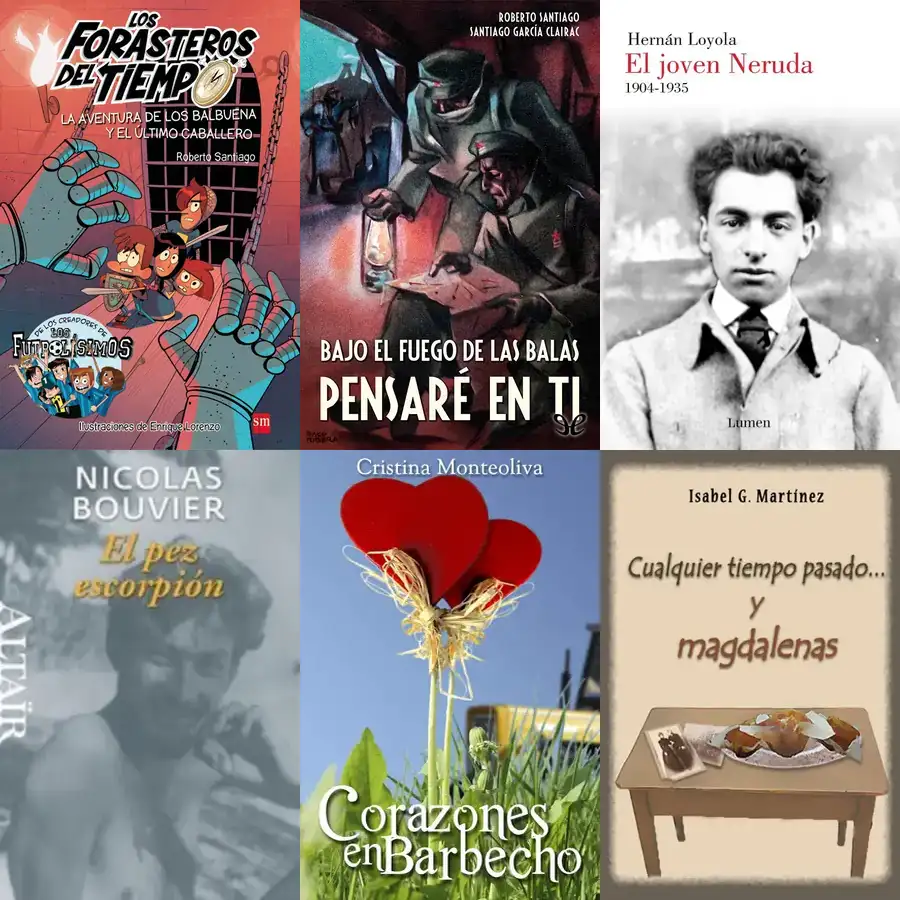 LOS
FORASTEROS
DEL TIEMPO
LA AVENTURA DE LOS BALBUENA
Y EL ÚLTIMO CABALLERO
Roberto Santiago
DE LOS CREADORES DE
LOS
FUTBOLÍSIMOS
Ilustraciones de Enrique Lorenzo
sm
ROBERTO SANTIAGO
SANTIAGO GARCÍA CLAIRAC
BAJO EL FUEGO DE LAS BALAS
PENSARÉ EN TI
Hernán Loyola
El joven Neruda
1904-1935
Lumen
NICOLAS
BOUVIER
El pez
escorpión
ALTAÏR
Cristina Monteoliva
Corazones
en Barbecho
Isabel G. Martínez
Cualquier tiempo pasado...
y
magdalenas